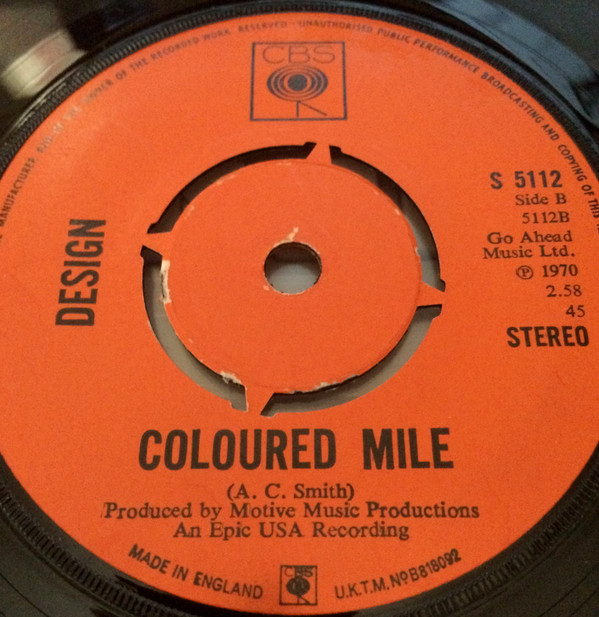 MANUFACTURER AND OF THE OWNER OF THE RECORDED WORK RESERVED—UNAUTHORISED PUBLIC PERFORMANCE BROADCASTING AND COPYING OF THIS
CBS
DESIGN
S 5112
Side B
5112B
Go Ahead
Music Ltd.
℗ 1970
2.58
45
STEREO
COLOURED MILE
(A. C. Smith)
Produced by Motive Music Productions
An Epic USA Recording
MADE IN ENGLAND
CBS
U.K.T.M. NºB818092